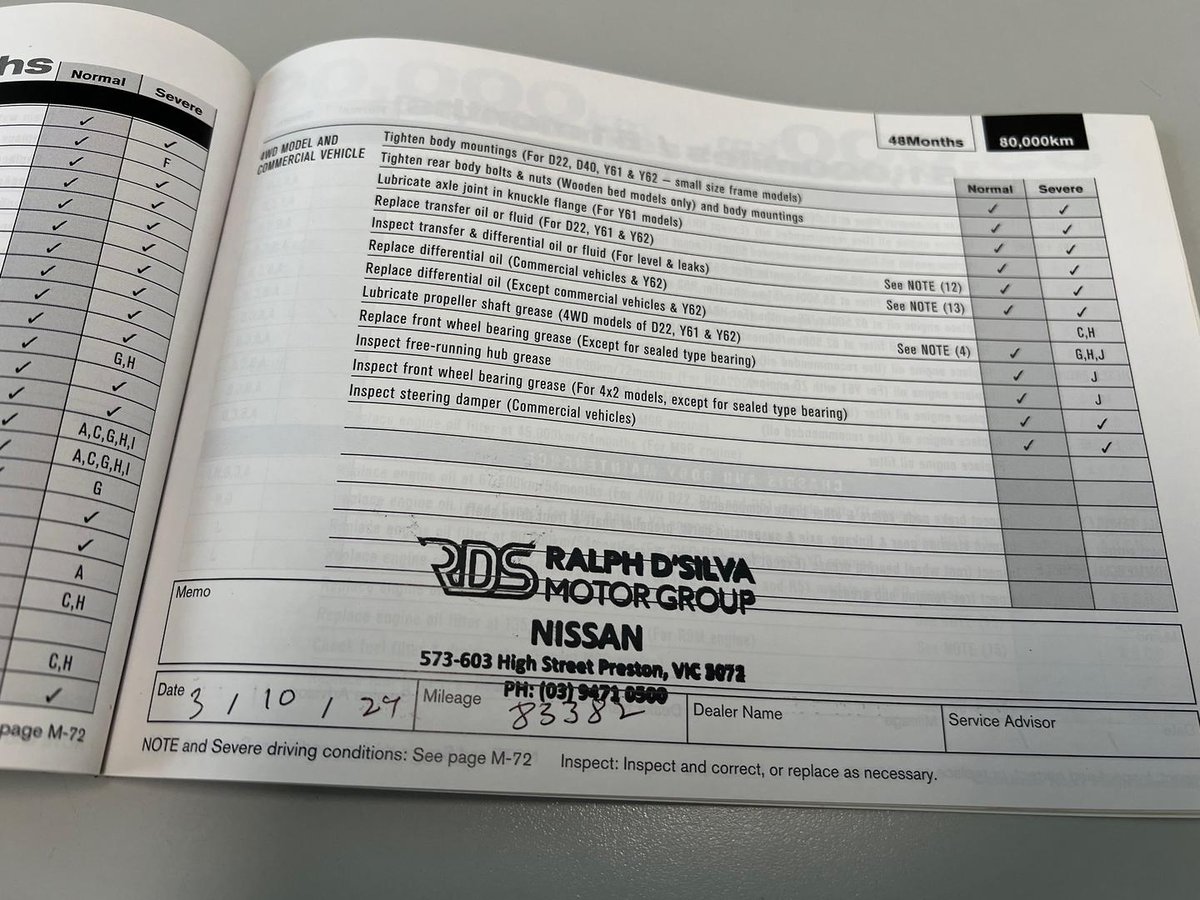 hs
Normal
Severe
✓
✓ ✓
✓ F
✓ ✓
✓ ✓
✓ ✓
✓ ✓
✓ ✓
✓ ✓
✓ ✓
✓ G,H
✓ ✓
✓ ✓
✓ A,C,G,H,I
✓ A,C,G,H,I
G
✓
✓
A
C,H
C,H
✓
page M-72
48Months 80,000km
Normal Severe
4WD MODEL AND
COMMERCIAL VEHICLE
Tighten body mountings (For D22, D40, Y61 & Y62 – small size frame models) ✓ ✓
Tighten rear body bolts & nuts (Wooden bed models only) and body mountings ✓ ✓
Lubricate axle joint in knuckle flange (For Y61 models) ✓ ✓
Replace transfer oil or fluid (For D22, Y61 & Y62) See NOTE (12) ✓ ✓
Inspect transfer & differential oil or fluid (For level & leaks) See NOTE (13) ✓ ✓
Replace differential oil (Commercial vehicles & Y62) C,H
Replace differential oil (Except commercial vehicles & Y62) See NOTE (4) ✓ G,H,J
Lubricate propeller shaft grease (4WD models of D22, Y61 & Y62) ✓ J
Replace front wheel bearing grease (Except for sealed type bearing) ✓ J
Inspect free-running hub grease ✓ ✓
Inspect front wheel bearing grease (For 4x2 models, except for sealed type bearing) ✓ ✓
Inspect steering damper (Commercial vehicles)
RDS RALPH D'SILVA
MOTOR GROUP
NISSAN
573-603 High Street Preston, VIC 3072
PH: (03) 9471 0500
Memo
Date 3 / 10 / 24
Mileage 83382
Dealer Name
Service Advisor
NOTE and Severe driving conditions: See page M-72
Inspect: Inspect and correct, or replace as necessary.